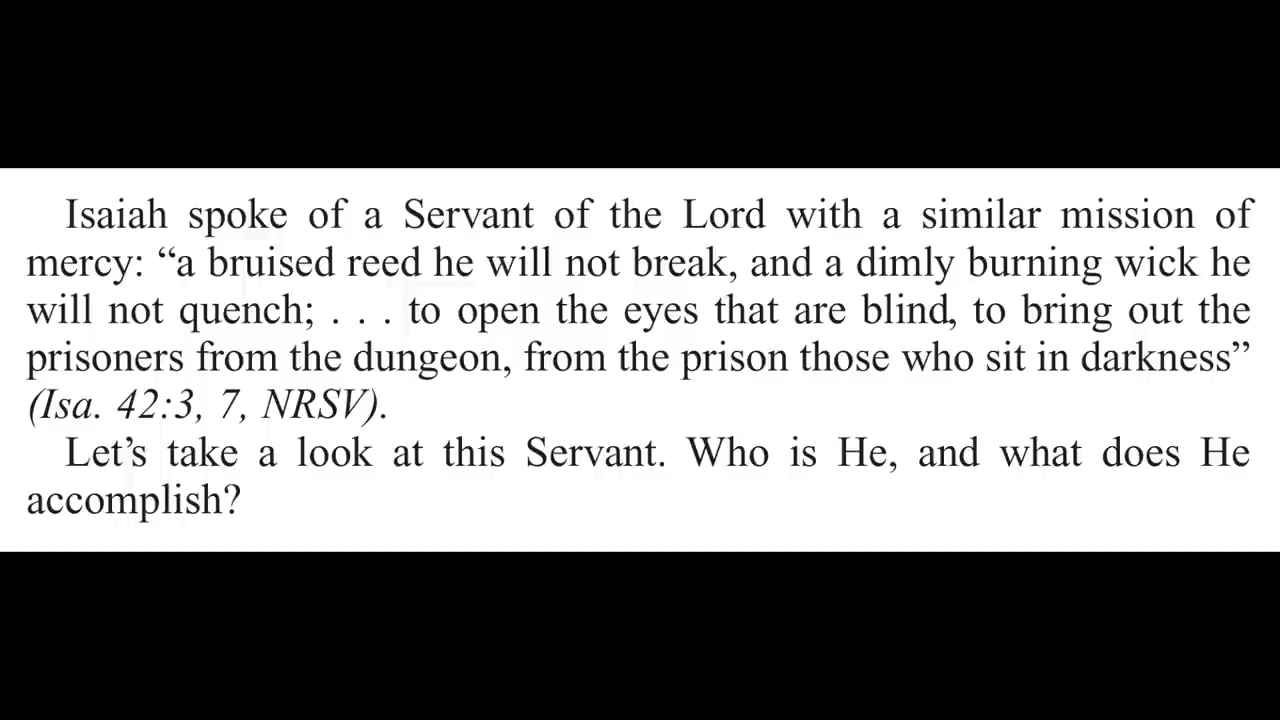 Isaiah spoke of a Servant of the Lord with a similar mission of
mercy: “a bruised reed he will not break, and a dimly burning wick he
will not quench; . . . to open the eyes that are blind, to bring out the
prisoners from the dungeon, from the prison those who sit in darkness”
(Isa. 42:3, 7, NRSV).
Let’s take a look at this Servant. Who is He, and what does He
accomplish?